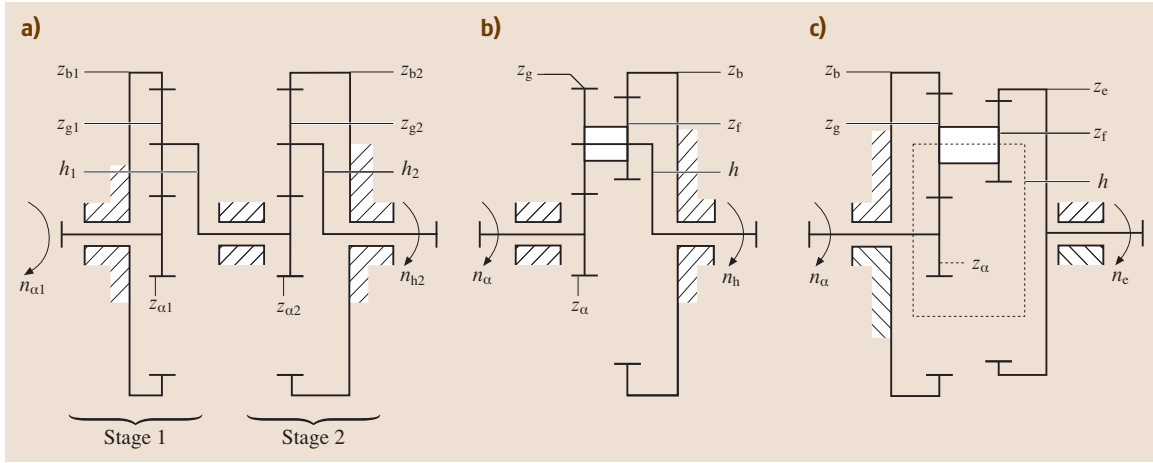 a)
z_b1
z_g1
h_1
n_α1
z_α1
z_b2
z_g2
h_2
n_h2
z_α2
Stage 1
Stage 2
b)
z_g
z_b
z_f
h
n_α
n_h
z_α
c)
z_b
z_g
z_e
z_f
h
n_α
z_α
n_e